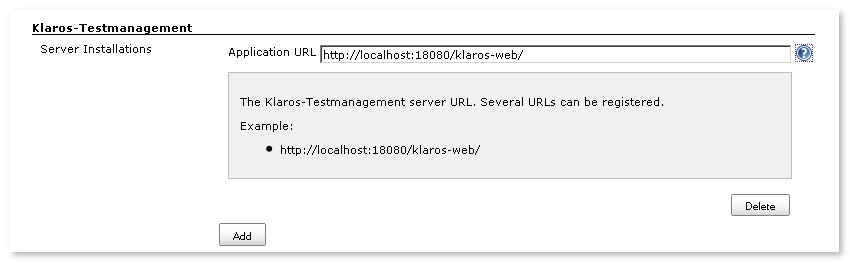 Klaros-Testmanagement
Server Installations
Application URL http://localhost:18080/klaros-web/ ?
The Klaros-Testmanagement server URL. Several URLs can be registered.
Example:
• http://localhost:18080/klaros-web/
Delete
Add